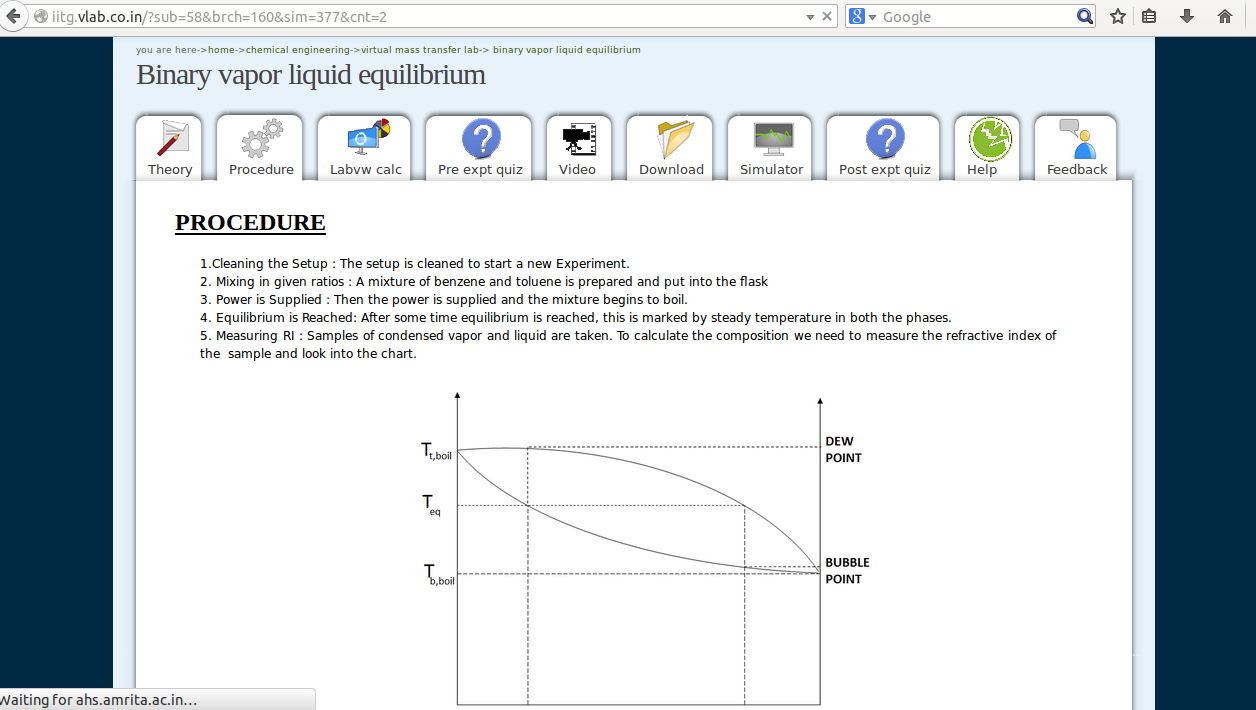 iitg.vlab.co.in/?sub=58&brch=160&sim=377&cnt=2
Google
you are here->home->chemical engineering->virtual mass transfer lab-> binary vapor liquid equilibrium
Binary vapor liquid equilibrium
Theory
Procedure
Labvw calc
Pre expt quiz
Video
Download
Simulator
Post expt quiz
Help
Feedback
PROCEDURE
1.Cleaning the Setup : The setup is cleaned to start a new Experiment.
2. Mixing in given ratios : A mixture of benzene and toluene is prepared and put into the flask
3. Power is Supplied : Then the power is supplied and the mixture begins to boil.
4. Equilibrium is Reached: After some time equilibrium is reached, this is marked by steady temperature in both the phases.
5. Measuring RI : Samples of condensed vapor and liquid are taken. To calculate the composition we need to measure the refractive index of
the sample and look into the chart.
T t,boil
DEW
POINT
T eq
T b,boil
BUBBLE
POINT
Waiting for ahs.amrita.ac.in...